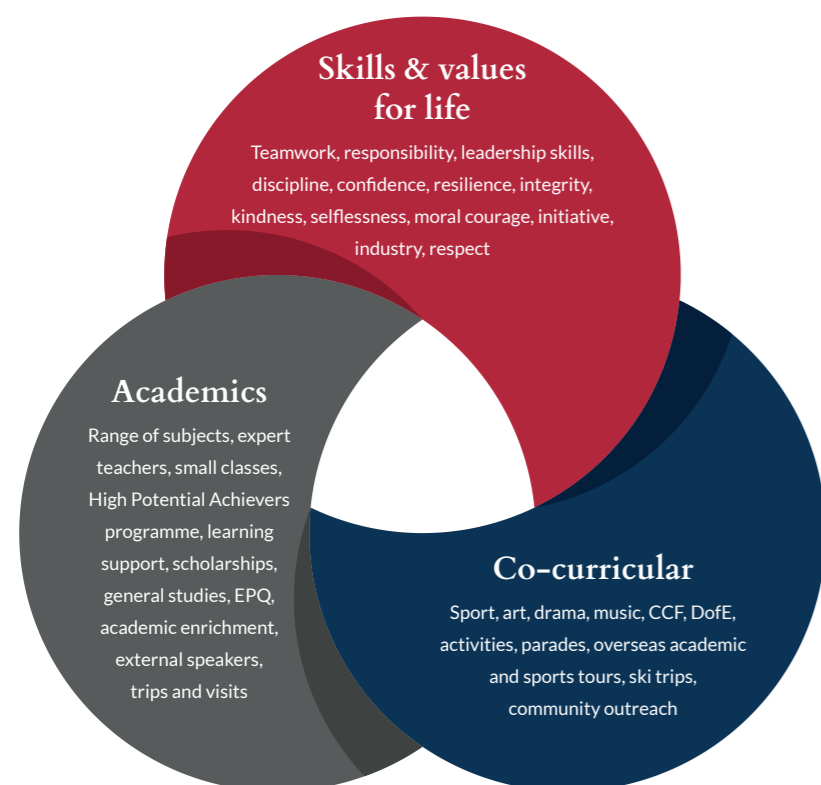 Skills & values
for life
Teamwork, responsibility, leadership skills,
discipline, confidence, resilience, integrity,
kindness, selflessness, moral courage, initiative,
industry, respect
Academics
Range of subjects, expert
teachers, small classes,
High Potential Achievers
programme, learning
support, scholarships,
general studies, EPQ,
academic enrichment,
external speakers,
trips and visits
Co-curricular
Sport, art, drama, music, CCF, DofE,
activities, parades, overseas academic
and sports tours, ski trips,
community outreach